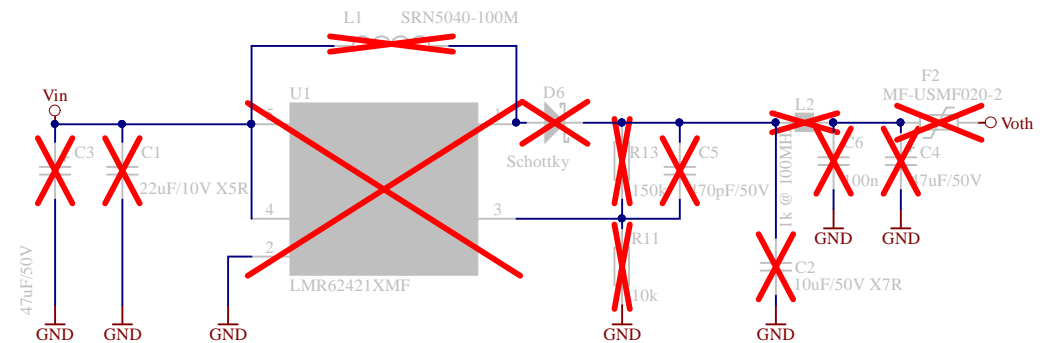 L1 SRN5040-100M
F2
MF-USMF020-2
Vin
U1
D6
L2
5
1
Voth
C3
C1
Schottky
R13
C5
C6
C4
22uF/10V X5R
150k
470pF/50V
1k @ 100MHz
100n
47uF/50V
4
3
2
R11
GND
GND
47uF/50V
LMR62421XMF
10k
C2
10uF/50V X7R
GND
GND
GND
GND
GND